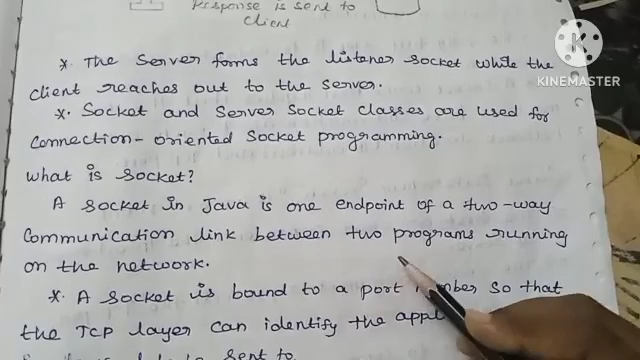 Response is sent to
client
* The server forms the listener socket while the
client reaches out to the server.
* Socket and Server Socket classes are used for
connection-oriented socket programming.
What is socket?
A socket in Java is one endpoint of a two-way
communication link between two programs running
on the network.
* A socket is bound to a port number so that
the TCP layer can identify the
sent to
K
KINEMASTER